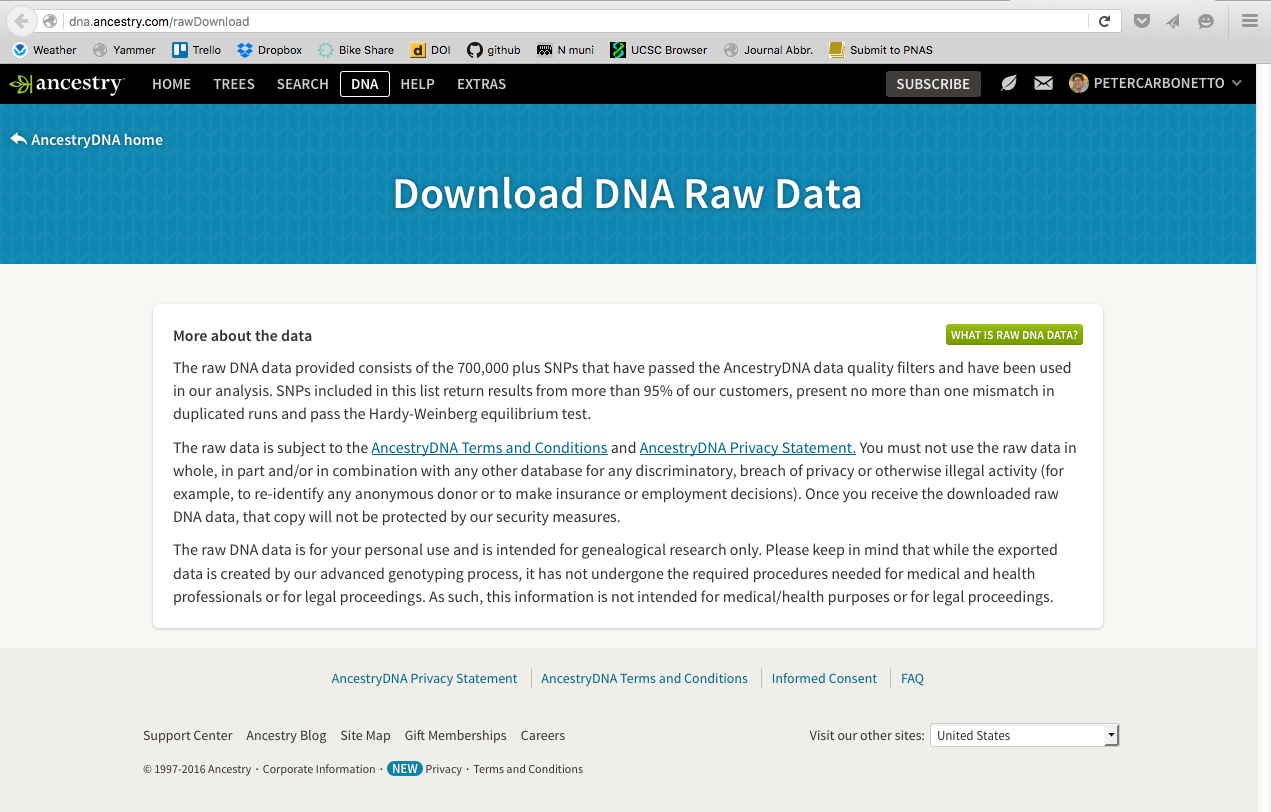 dna.ancestry.com/rawDownload
Weather Yammer Trello Dropbox Bike Share DOI github N muni UCSC Browser Journal Abbr. Submit to PNAS
ancestry HOME TREES SEARCH DNA HELP EXTRAS SUBSCRIBE PETERCARBONETTO
AncestryDNA home
Download DNA Raw Data
More about the data WHAT IS RAW DNA DATA?
The raw DNA data provided consists of the 700,000 plus SNPs that have passed the AncestryDNA data quality filters and have been used
in our analysis. SNPs included in this list return results from more than 95% of our customers, present no more than one mismatch in
duplicated runs and pass the Hardy-Weinberg equilibrium test.
The raw data is subject to the AncestryDNA Terms and Conditions and AncestryDNA Privacy Statement. You must not use the raw data in
whole, in part and/or in combination with any other database for any discriminatory, breach of privacy or otherwise illegal activity (for
example, to re-identify any anonymous donor or to make insurance or employment decisions). Once you receive the downloaded raw
DNA data, that copy will not be protected by our security measures.
The raw DNA data is for your personal use and is intended for genealogical research only. Please keep in mind that while the exported
data is created by our advanced genotyping process, it has not undergone the required procedures needed for medical and health
professionals or for legal proceedings. As such, this information is not intended for medical/health purposes or for legal proceedings.
AncestryDNA Privacy Statement AncestryDNA Terms and Conditions Informed Consent FAQ
Support Center Ancestry Blog Site Map Gift Memberships Careers Visit our other sites: United States
© 1997-2016 Ancestry · Corporate Information · NEW Privacy · Terms and Conditions